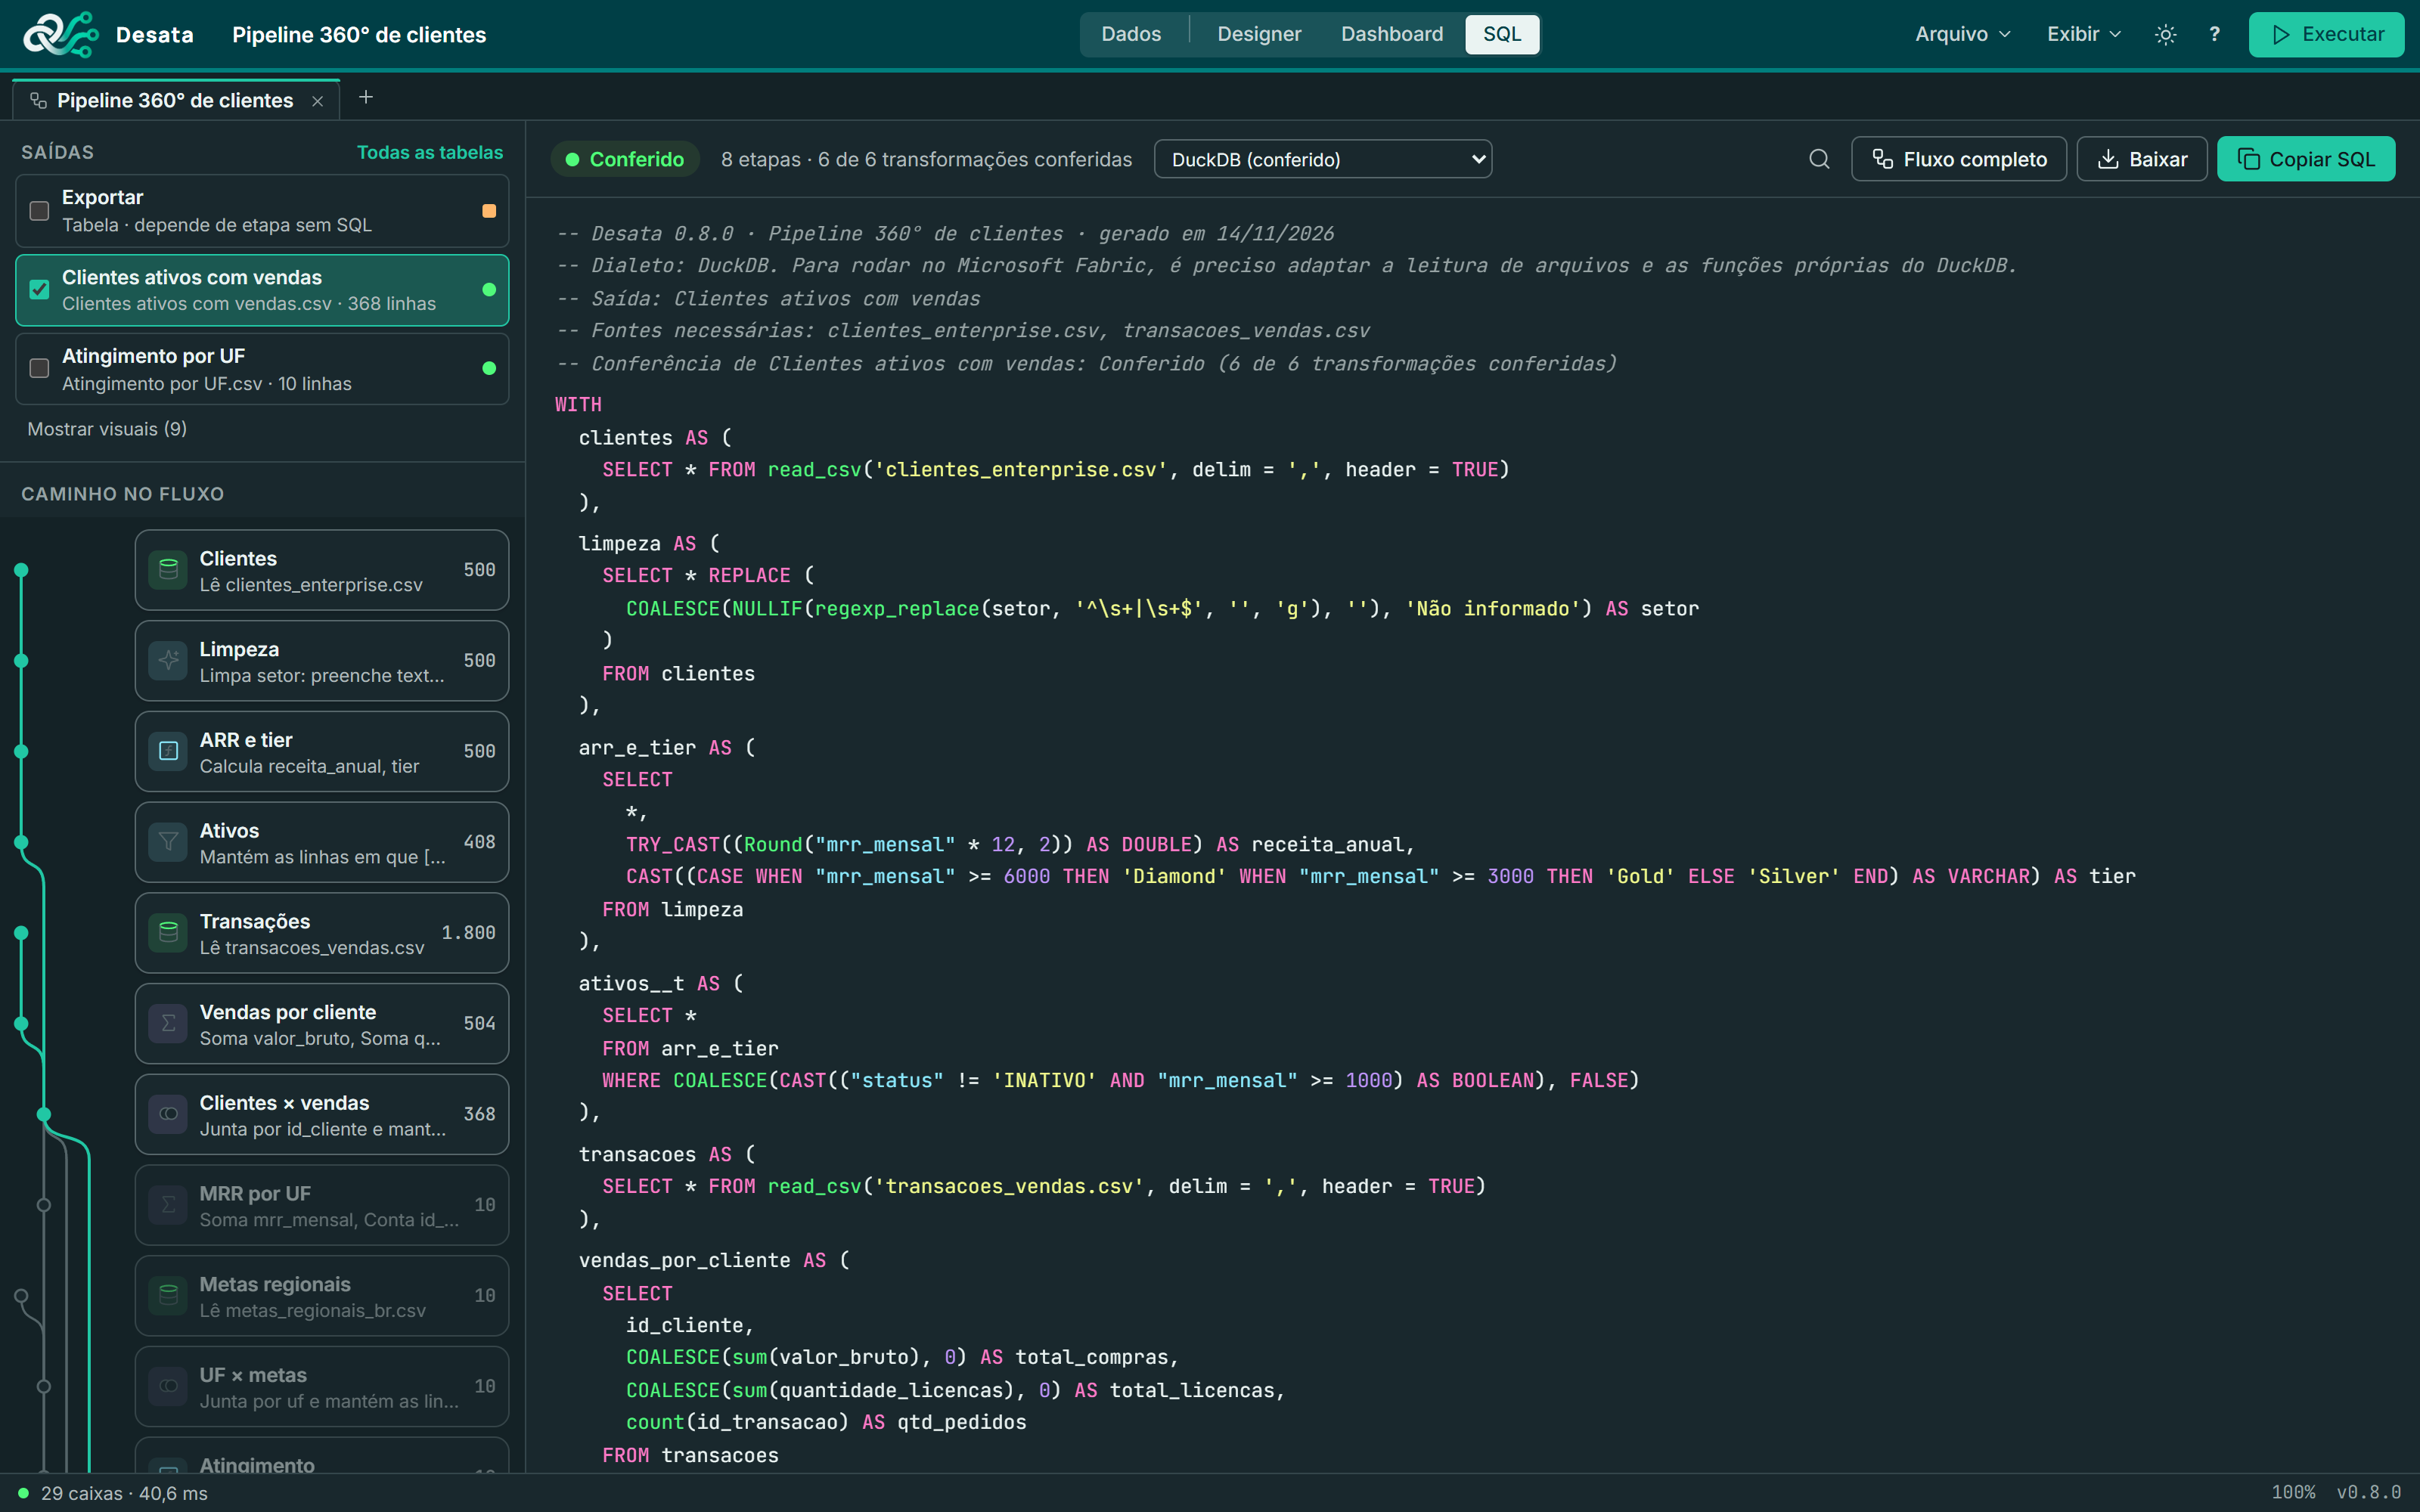 Desata
Pipeline 360° de clientes
Dados
Designer
Dashboard
SQL
Arquivo
Exibir
?
Executar
Pipeline 360° de clientes
SAÍDAS
Todas as tabelas
Exportar
Tabela · depende de etapa sem SQL
Clientes ativos com vendas
Clientes ativos com vendas.csv · 368 linhas
Atingimento por UF
Atingimento por UF.csv · 10 linhas
Mostrar visuais (9)
CAMINHO NO FLUXO
Clientes
Lê clientes_enterprise.csv
500
Limpeza
Limpa setor: preenche text...
500
ARR e tier
Calcula receita_anual, tier
500
Ativos
Mantém as linhas em que [...
408
Transações
Lê transacoes_vendas.csv
1.800
Vendas por cliente
Soma valor_bruto, Soma q...
504
Clientes × vendas
Junta por id_cliente e mant...
368
MRR por UF
Soma mrr_mensal, Conta id_...
10
Metas regionais
Lê metas_regionais_br.csv
10
UF × metas
Junta por uf e mantém as lin...
10
Atingimento
Conferido
8 etapas · 6 de 6 transformações conferidas
DuckDB (conferido)
Fluxo completo
Baixar
Copiar SQL
-- Desata 0.8.0 · Pipeline 360° de clientes · gerado em 14/11/2026
-- Dialeto: DuckDB. Para rodar no Microsoft Fabric, é preciso adaptar a leitura de arquivos e as funções próprias do DuckDB.
-- Saída: Clientes ativos com vendas
-- Fontes necessárias: clientes_enterprise.csv, transacoes_vendas.csv
-- Conferência de Clientes ativos com vendas: Conferido (6 de 6 transformações conferidas)
WITH
clientes AS (
SELECT * FROM read_csv('clientes_enterprise.csv', delim = ',', header = TRUE)
),
limpeza AS (
SELECT * REPLACE (
COALESCE(NULLIF(regexp_replace(setor, '^\s+|\s+$', '', 'g'), ''), 'Não informado') AS setor
)
FROM clientes
),
arr_e_tier AS (
SELECT
*,
TRY_CAST((Round("mrr_mensal" * 12, 2)) AS DOUBLE) AS receita_anual,
CAST((CASE WHEN "mrr_mensal" >= 6000 THEN 'Diamond' WHEN "mrr_mensal" >= 3000 THEN 'Gold' ELSE 'Silver' END) AS VARCHAR) AS tier
FROM limpeza
),
ativos__t AS (
SELECT *
FROM arr_e_tier
WHERE COALESCE(CAST(("status" != 'INATIVO' AND "mrr_mensal" >= 1000) AS BOOLEAN), FALSE)
),
transacoes AS (
SELECT * FROM read_csv('transacoes_vendas.csv', delim = ',', header = TRUE)
),
vendas_por_cliente AS (
SELECT
id_cliente,
COALESCE(sum(valor_bruto), 0) AS total_compras,
COALESCE(sum(quantidade_licencas), 0) AS total_licencas,
count(id_transacao) AS qtd_pedidos
FROM transacoes
29 caixas · 40,6 ms
100%
v0.8.0